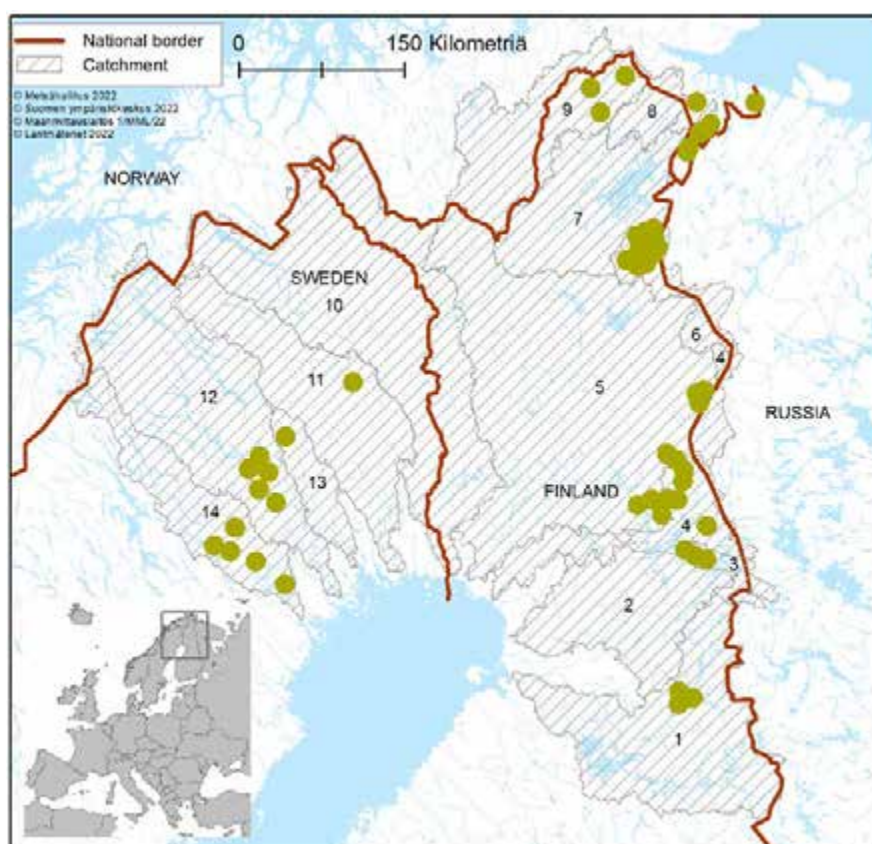 National border
Catchment
0 150 Kilometriä
© Metsähallitus 2022
© Suomen ympäristökeskus 2022
© Maanmittauslaitos 1/MML/22
© Lantmäteriet 2022
NORWAY
9
8
7
SWEDEN
10
6
4
12
11
5
RUSSIA
13
FINLAND
14
4
3
2
1